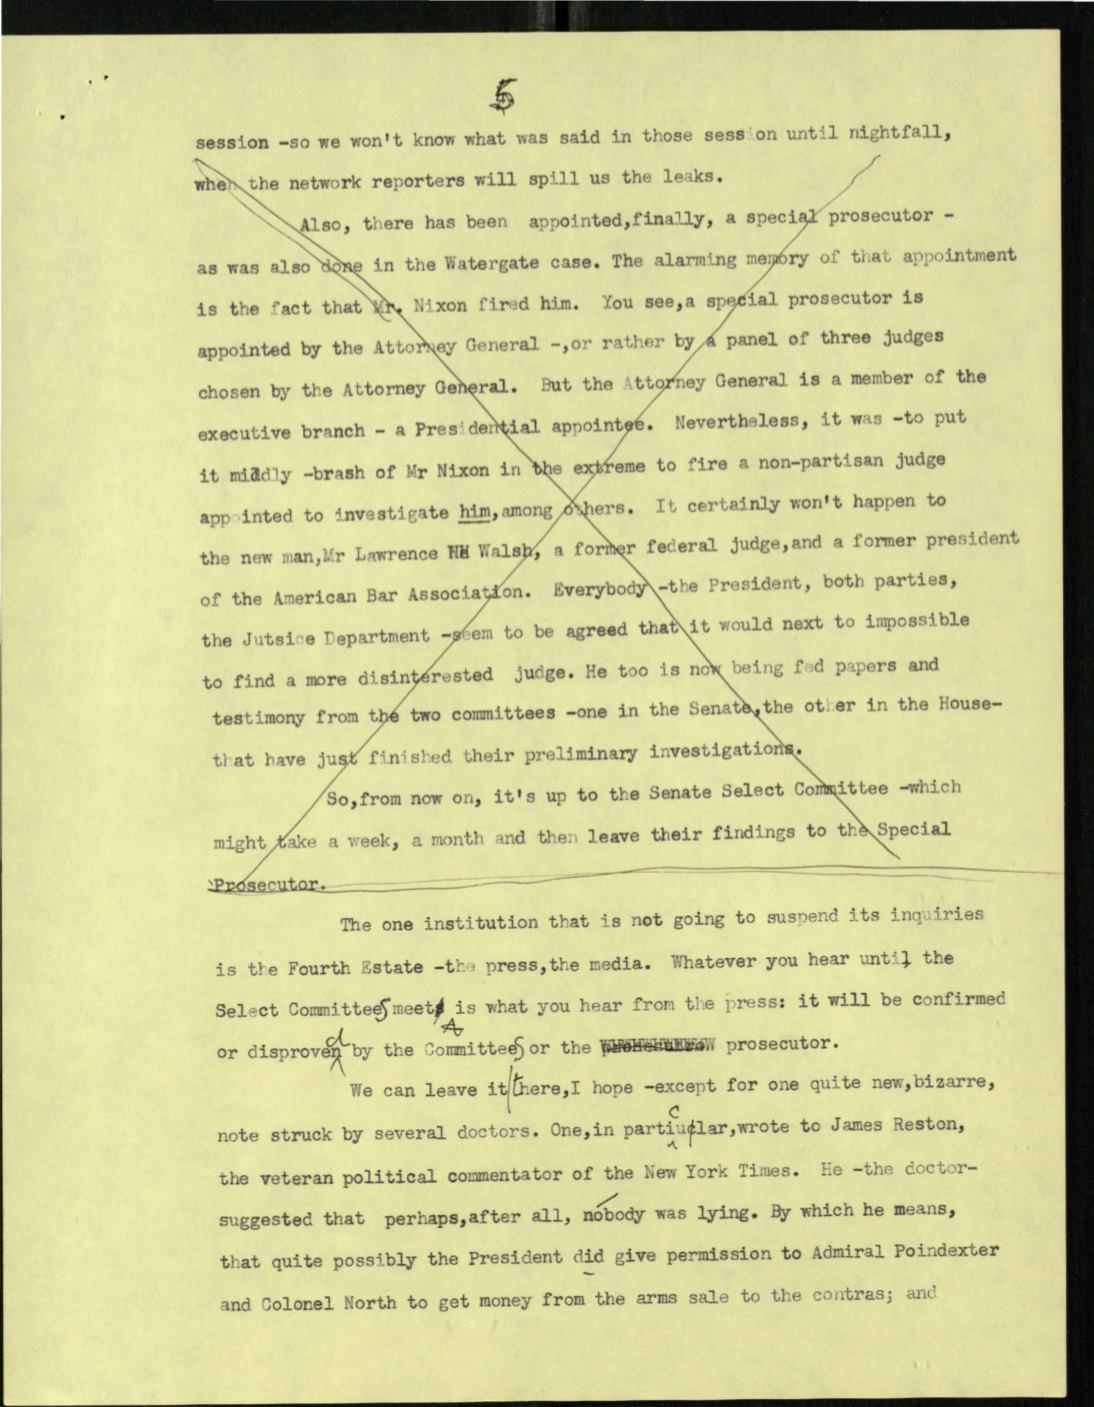 5
session -so we won't know what was said in those session until nightfall,
when the network reporters will spill us the leaks.
Also, there has been appointed,finally, a special prosecutor -
as was also done in the Watergate case. The alarming memory of that appointment
is the fact that Mr. Nixon fired him. You see,a special prosecutor is
appointed by the Attorney General -,or rather by a panel of three judges
chosen by the Attorney General. But the Attorney General is a member of the
executive branch - a Presidential appointee. Nevertheless, it was -to put
it middly -brash of Mr Nixon in the extreme to fire a non-partisan judge
appointed to investigate him,among others. It certainly won't happen to
the new man,Mr Lawrence Walsh, a former federal judge,and a former president
of the American Bar Association. Everybody -the President, both parties,
the Jutsice Department -seem to be agreed that it would next to impossible
to find a more disinterested judge. He too is now being fed papers and
testimony from the two committees -one in the Senate,the other in the House-
that have just finished their preliminary investigations.
So,from now on, it's up to the Senate Select Committee -which
might take a week, a month and then leave their findings to the Special
Prosecutor.
The one institution that is not going to suspend its inquiries
is the Fourth Estate -the press,the media. Whatever you hear until the
Select Committees meet is what you hear from the press: it will be confirmed
or disproved by the Committees or the prosecutor.
We can leave it there,I hope -except for one quite new,bizarre,
note struck by several doctors. One,in particular,wrote to James Reston,
the veteran political commentator of the New York Times. He -the doctor-
suggested that perhaps,after all, nobody was lying. By which he means,
that quite possibly the President did give permission to Admiral Poindexter
and Colonel North to get money from the arms sale to the contras; and